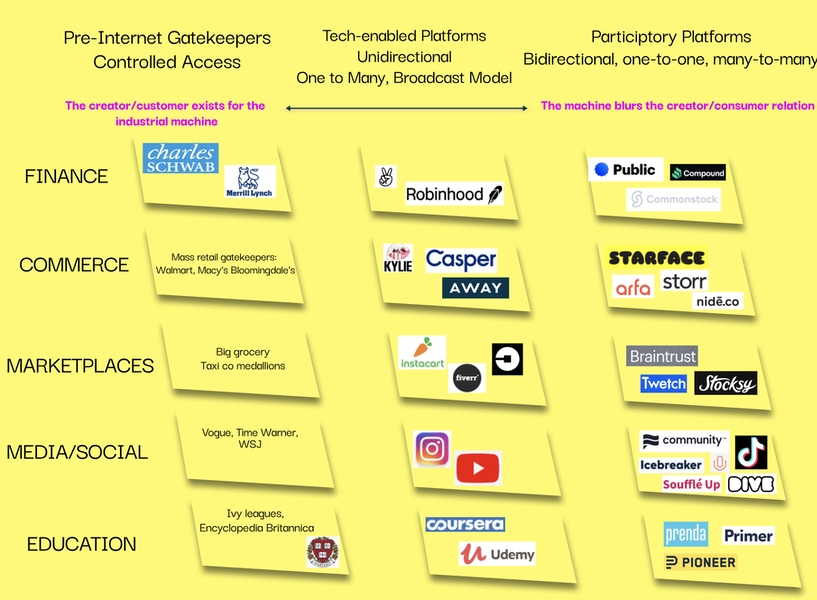 Pre-Internet Gatekeepers
Controlled Access
Tech-enabled Platforms
Unidirectional
One to Many, Broadcast Model
Participtory Platforms
Bidirectional, one-to-one, many-to-many
The creator/customer exists for the
industrial machine
The machine blurs the creator/consumer relation
FINANCE
charles
SCHWAB
Merrill Lynch
Robinhood
Public
Compound
Commonstock
COMMERCE
Mass retail gatekeepers:
Walmart, Macy's Bloomingdale's
KYLIE
Casper
AWAY
STARFACE
arfa
storr
nidē.co
MARKETPLACES
Big grocery
Taxi co medallions
instacart
fiverr
Braintrust
Twetch
Stocksy
MEDIA/SOCIAL
Vogue, Time Warner,
WSJ
community
Icebreaker
Soufflé Up
DIVE
EDUCATION
Ivy leagues,
Encyclopedia Britannica
coursera
Udemy
prenda
Primer
PIONEER